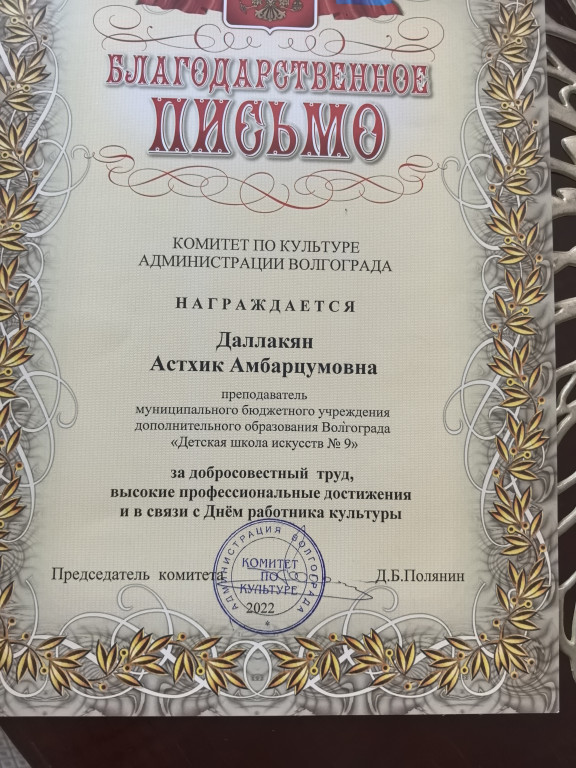 БЛАГОДАРСТВЕННОЕ
ПИСЬМО
КОМИТЕТ ПО КУЛЬТУРЕ
АДМИНИСТРАЦИИ ВОЛГОГРАДА
НАГРАЖДАЕТСЯ
Даллакян
Астхик Амбарцумовна
преподаватель
муниципального бюджетного учреждения
дополнительного образования Волгограда
«Детская школа искусств № 9»
за добросовестный труд,
высокие профессиональные достижения
и в связи с Днём работника культуры
Председатель комитета
Д.Б.Полянин
АДМИНИСТРАЦИЯ ВОЛГОГРАДА
КОМИТЕТ
ПО
КУЛЬТУРЕ
2022